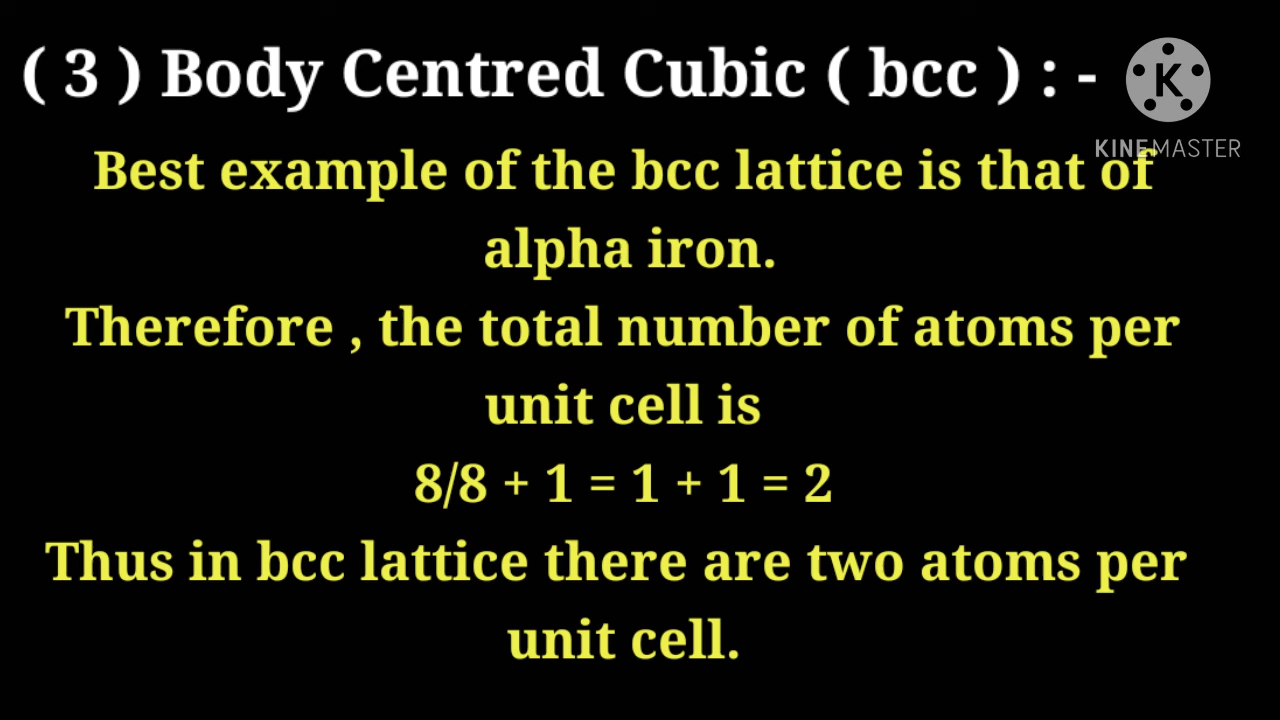 ( 3 ) Body Centred Cubic ( bcc ) : -
K
KINEMASTER
Best example of the bcc lattice is that of
alpha iron.
Therefore , the total number of atoms per
unit cell is
8/8 + 1 = 1 + 1 = 2
Thus in bcc lattice there are two atoms per
unit cell.